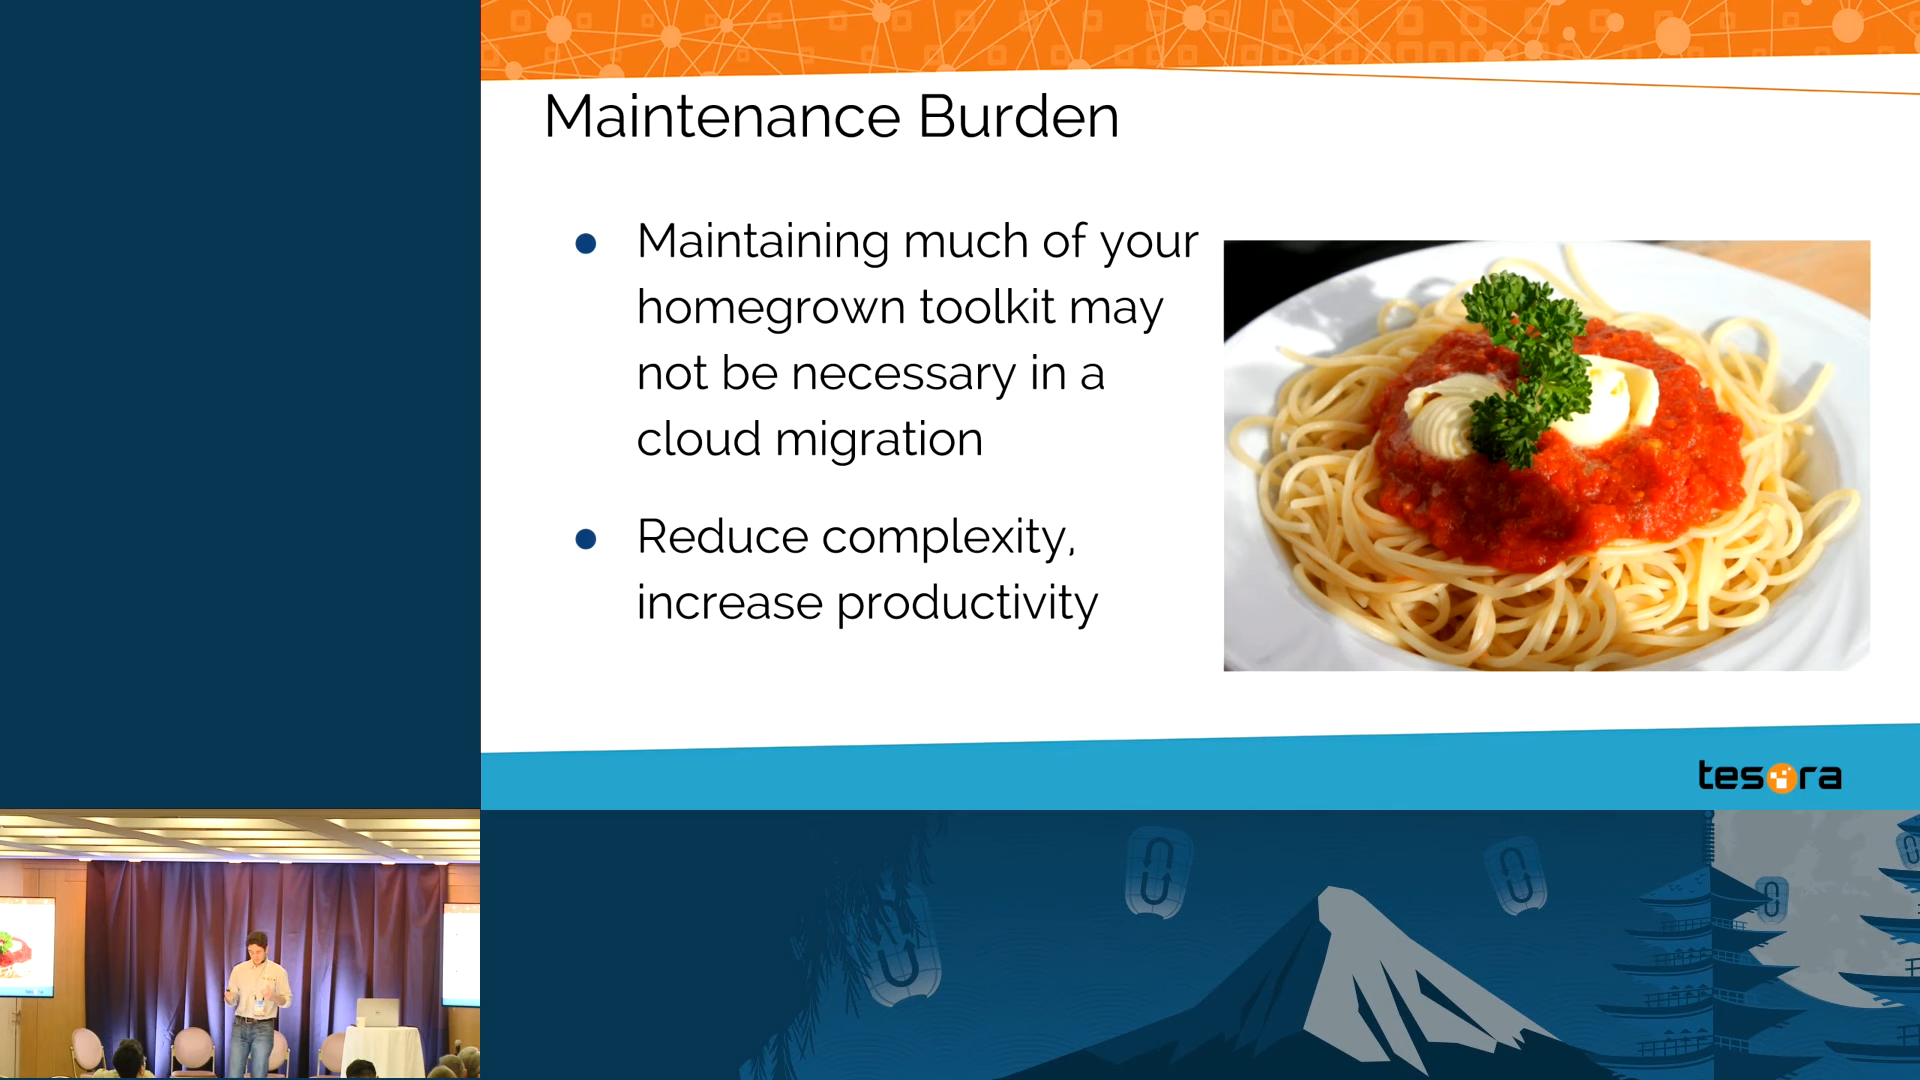 Maintenance Burden
● Maintaining much of your
homegrown toolkit may
not be necessary in a
cloud migration
● Reduce complexity,
increase productivity
tesora